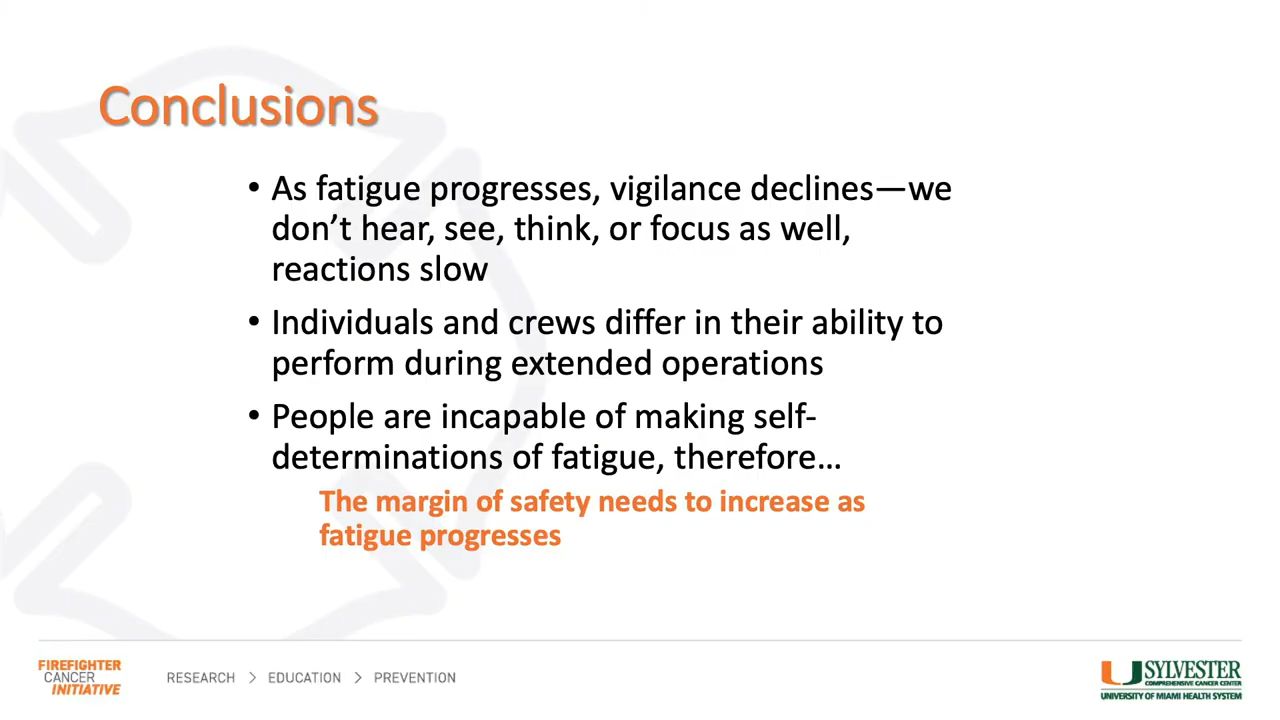 Conclusions
• As fatigue progresses, vigilance declines—we
don’t hear, see, think, or focus as well,
reactions slow
• Individuals and crews differ in their ability to
perform during extended operations
• People are incapable of making self-
determinations of fatigue, therefore…
The margin of safety needs to increase as
fatigue progresses
FIREFIGHTER
CANCER
INITIATIVE
RESEARCH > EDUCATION > PREVENTION
SYLVESTER
COMPREHENSIVE CANCER CENTER
UNIVERSITY OF MIAMI HEALTH SYSTEM